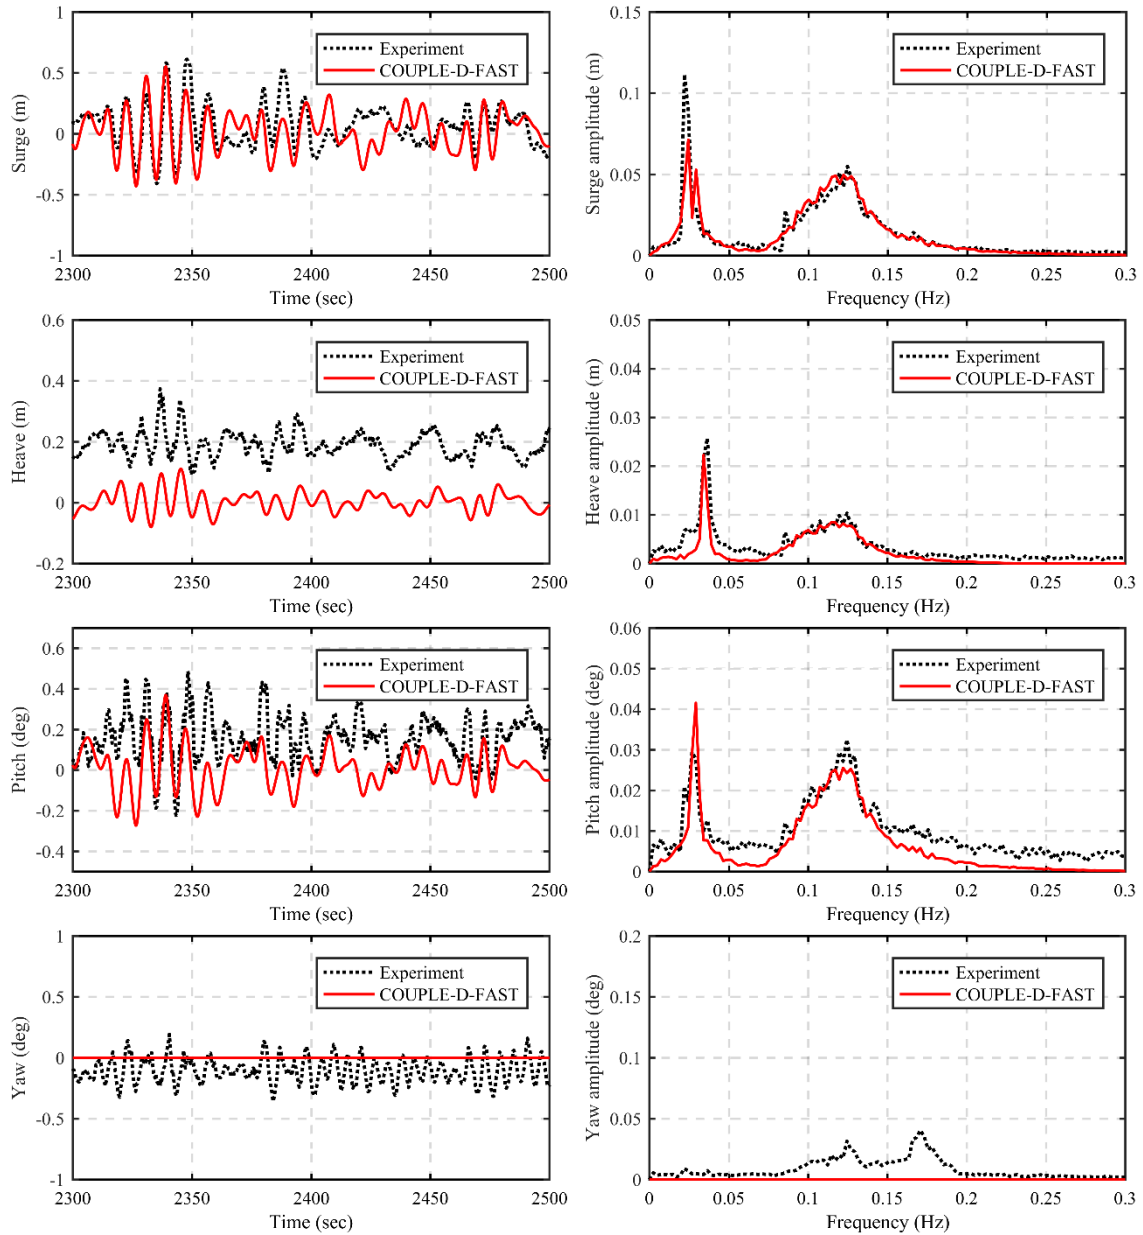 1
0.5
0
-0.5
-1
Surge (m)
Experiment
COUPLE-D-FAST
2300 2350 2400 2450 2500
Time (sec)
0.15
0.1
0.05
0
Surge amplitude (m)
Experiment
COUPLE-D-FAST
0 0.05 0.1 0.15 0.2 0.25 0.3
Frequency (Hz)
0.6
0.4
0.2
0
-0.2
Heave (m)
Experiment
COUPLE-D-FAST
2300 2350 2400 2450 2500
Time (sec)
0.05
0.04
0.03
0.02
0.01
0
Heave amplitude (m)
Experiment
COUPLE-D-FAST
0 0.05 0.1 0.15 0.2 0.25 0.3
Frequency (Hz)
0.6
0.4
0.2
0
-0.2
-0.4
Pitch (deg)
Experiment
COUPLE-D-FAST
2300 2350 2400 2450 2500
Time (sec)
0.06
0.05
0.04
0.03
0.02
0.01
0
Pitch amplitude (deg)
Experiment
COUPLE-D-FAST
0 0.05 0.1 0.15 0.2 0.25 0.3
Frequency (Hz)
1
0.5
0
-0.5
-1
Yaw (deg)
Experiment
COUPLE-D-FAST
2300 2350 2400 2450 2500
Time (sec)
0.2
0.15
0.1
0.05
0
Yaw amplitude (deg)
Experiment
COUPLE-D-FAST
0 0.05 0.1 0.15 0.2 0.25 0.3
Frequency (Hz)